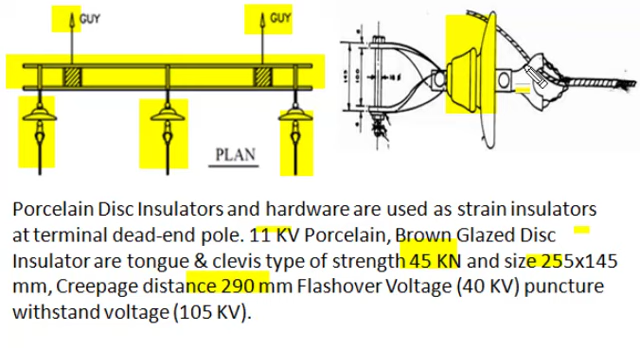 GUY
GUY
PLAN
Porcelain Disc Insulators and hardware are used as strain insulators
at terminal dead-end pole. 11 KV Porcelain, Brown Glazed Disc
Insulator are tongue & clevis type of strength 45 KN and size 255x145
mm, Creepage distance 290 mm Flashover Voltage (40 KV) puncture
withstand voltage (105 KV).